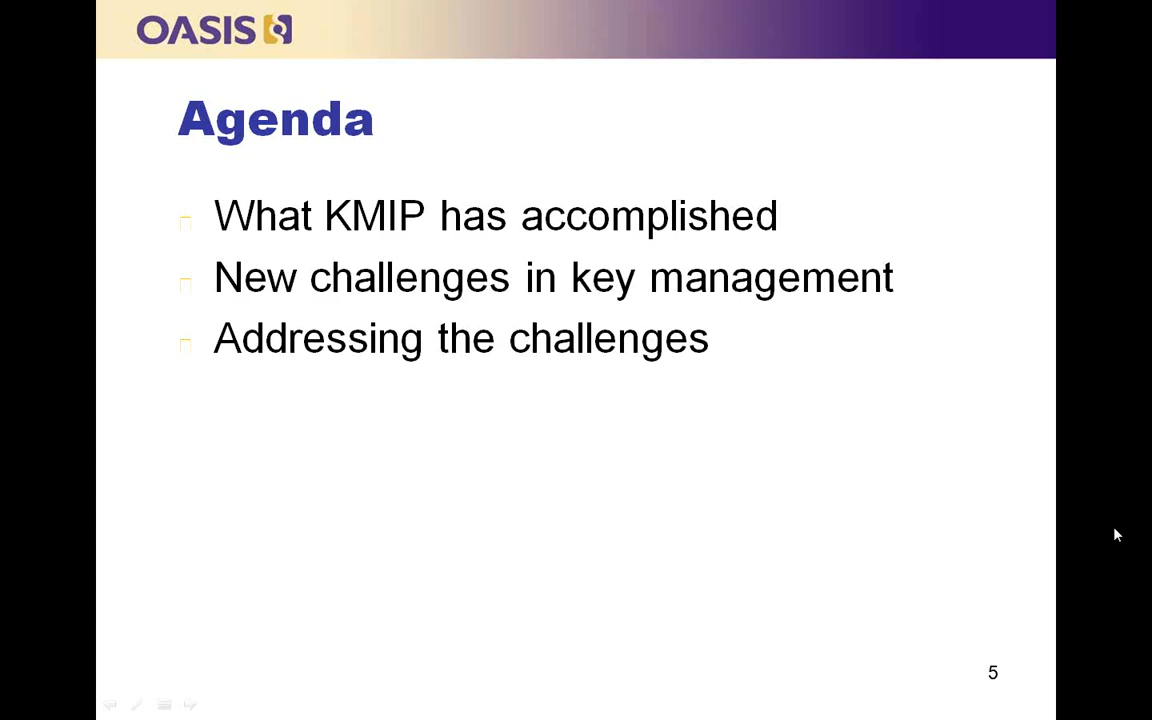 OASIS
Agenda
What KMIP has accomplished
New challenges in key management
Addressing the challenges
5